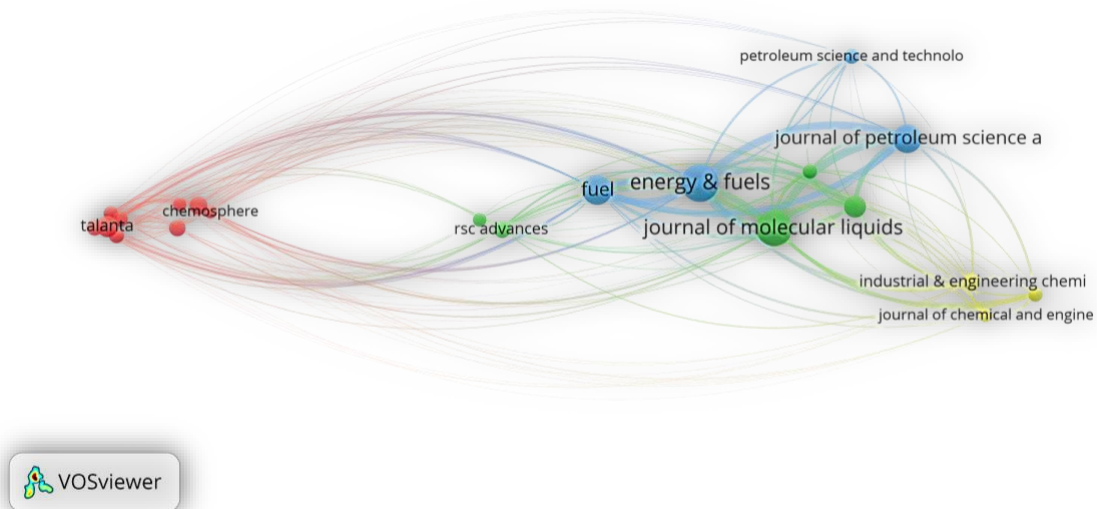 petroleum science and technolo
journal of petroleum science a
fuel
energy & fuels
chemosphere
talanta
rsc advances
journal of molecular liquids
industrial & engineering chemi
journal of chemical and engine
VOSviewer